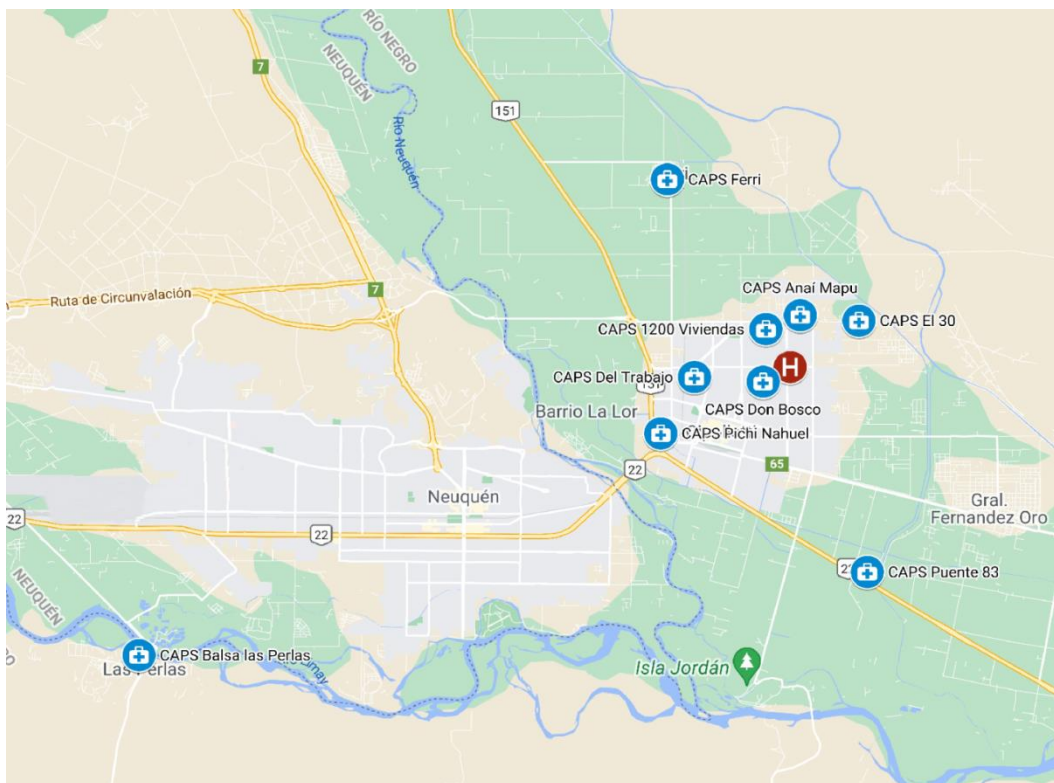 RÍO NEGRO
NEUQUÉN
7
151
Río Neuquén
CAPS Ferri
Ruta de Circunvalación
7
CAPS Anaí Mapu
CAPS 1200 Viviendas
CAPS El 30
H
CAPS Del Trabajo
151
CAPS Don Bosco
Barrio La Lor
CAPS Pichi Nahuel
65
22
Neuquén
Gral.
Fernandez Oro
22
22
CAPS Puente 83
NEUQUÉN
CAPS Balsa las Perlas
Las Perlas
Isla Jordán